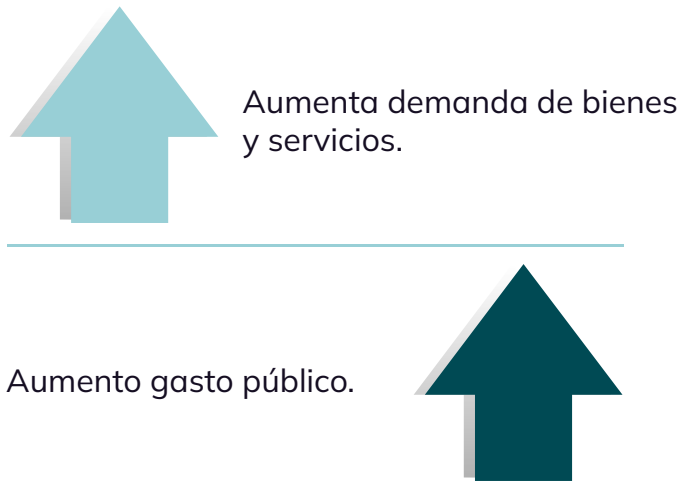 Aumenta demanda de bienes
y servicios.
Aumento gasto público.